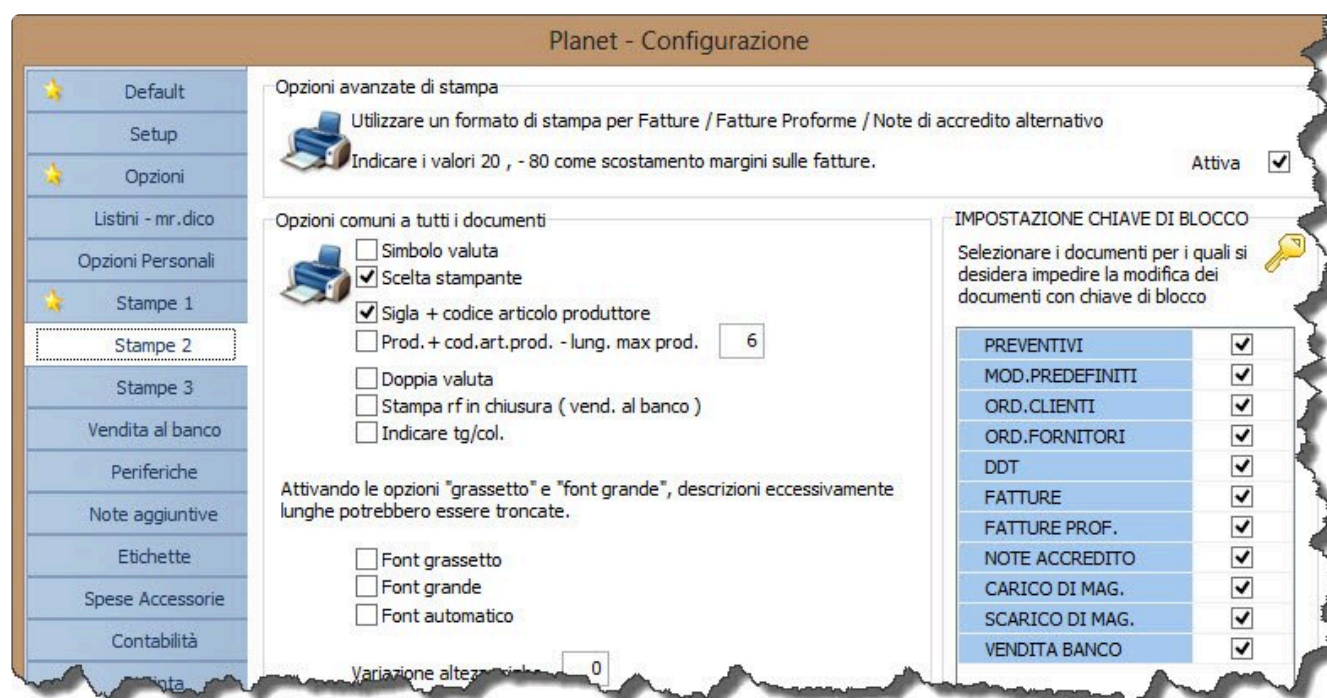 Planet - Configurazione
Default
Setup
Opzioni
Listini - mr.dico
Opzioni Personali
Stampe 1
Stampe 2
Stampe 3
Vendita al banco
Periferiche
Note aggiuntive
Etichette
Spese Accessorie
Contabilità
Opzioni avanzate di stampa
Utilizzare un formato di stampa per Fatture / Fatture Proforme / Note di accredito alternativo
Indicare i valori 20 , - 80 come scostamento margini sulle fatture.
Attiva
Opzioni comuni a tutti i documenti
Simbolo valuta
Scelta stampante
Sigla + codice articolo produttore
Prod.+ cod.art.prod. - lung. max prod. 6
Doppia valuta
Stampa rf in chiusura ( vend. al banco )
Indicare tg/col.
Attivando le opzioni "grassetto" e "font grande", descrizioni eccessivamente
lunghe potrebbero essere troncate.
Font grassetto
Font grande
Font automatico
Variazione 0
IMPOSTAZIONE CHIAVE DI BLOCCO
Selezionare i documenti per i quali si
desidera impedire la modifica dei
documenti con chiave di blocco
PREVENTIVI
MOD.PREDEFINITI
ORD.CLIENTI
ORD.FORNITORI
DDT
FATTURE
FATTURE PROF.
NOTE ACCREDITO
CARICO DI MAG.
SCARICO DI MAG.
VENDITA BANCO